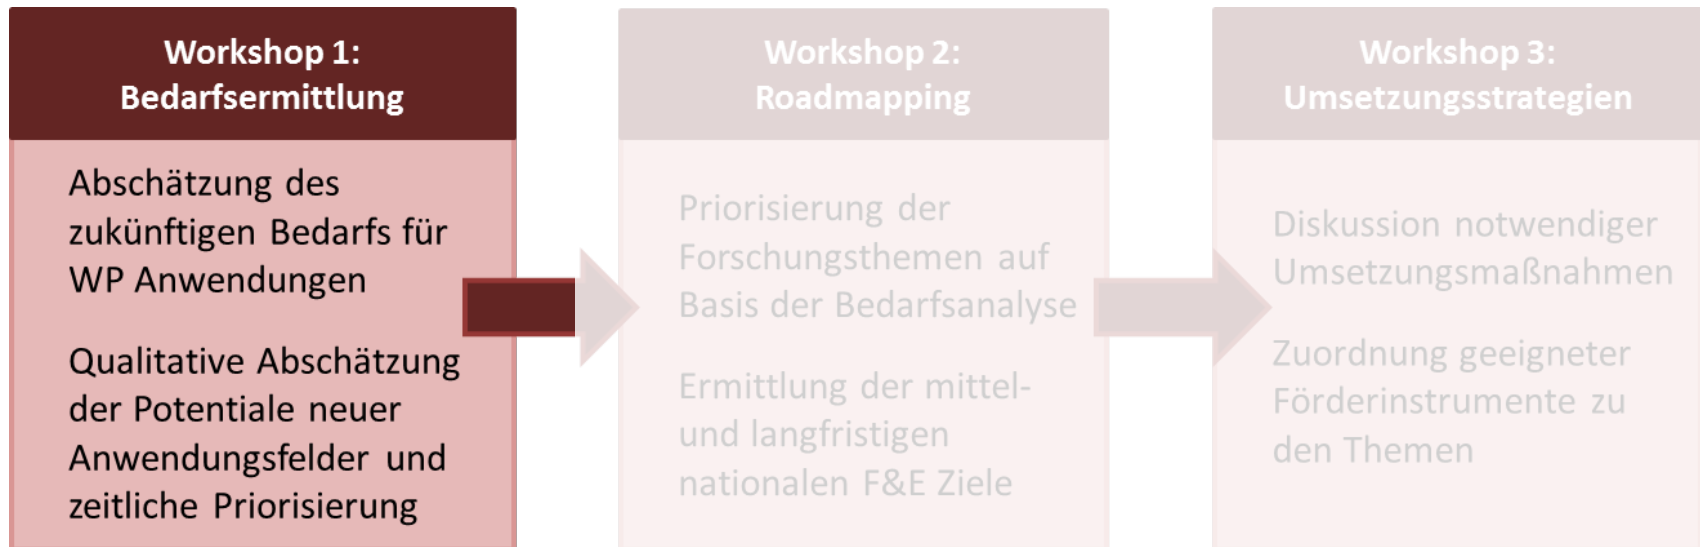 Workshop 1:
Bedarfsermittlung
Abschätzung des
zukünftigen Bedarfs für
WP Anwendungen
Qualitative Abschätzung
der Potentiale neuer
Anwendungsfelder und
zeitliche Priorisierung
Workshop 2:
Roadmapping
Priorisierung der
Forschungsthemen auf
Basis der Bedarfsanalyse
Ermittlung der mittel-
und langfristigen
nationalen F&E Ziele
Workshop 3:
Umsetzungsstrategien
Diskussion notwendiger
Umsetzungsmaßnahmen
Zuordnung geeigneter
Förderinstrumente zu
den Themen